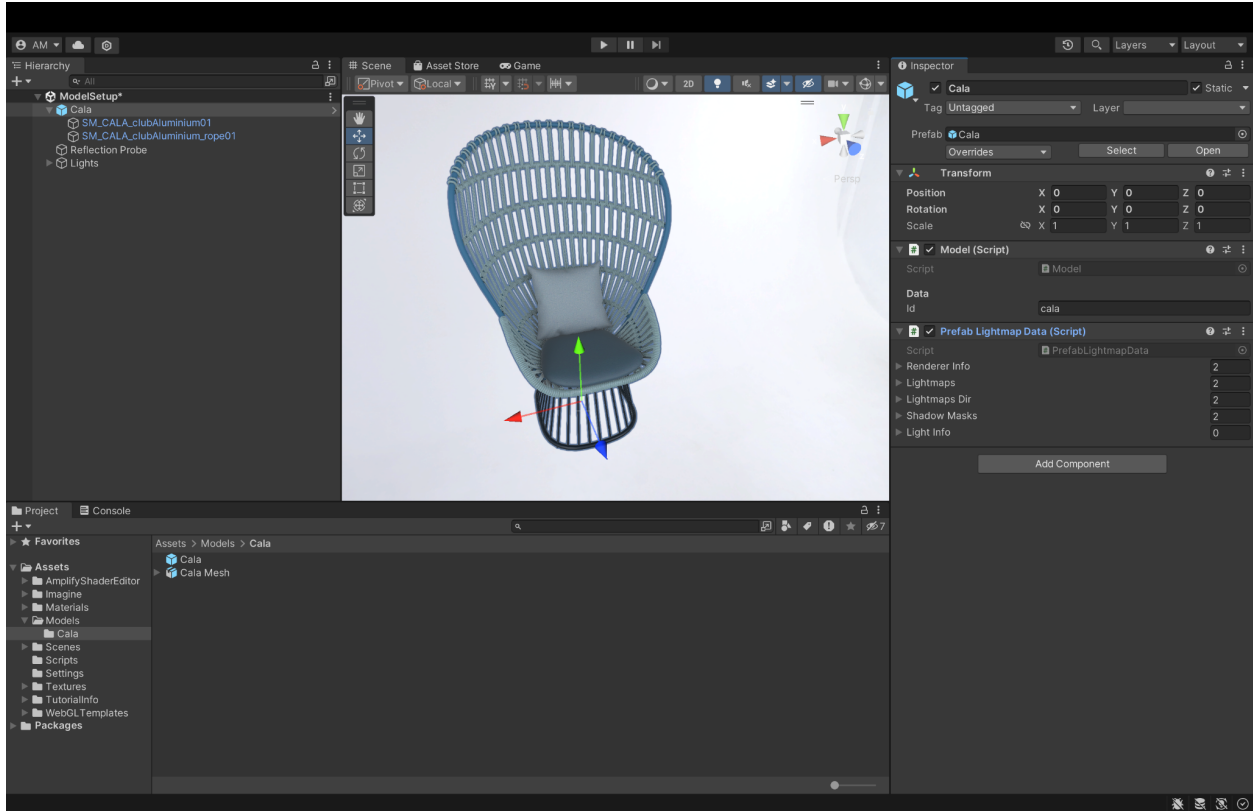 AM
Layers
Layout
Hierarchy
All
ModelSetup*
Cala
SM_CALA_clubAluminium01
SM_CALA_clubAluminium_rope01
Reflection Probe
Lights
Scene
Asset Store
Game
Pivot
Local
2D
Persp
Inspector
Cala
Static
Tag Untagged
Layer
Prefab Cala
Overrides
Select
Open
Transform
Position X 0 Y 0 Z 0
Rotation X 0 Y 0 Z 0
Scale X 1 Y 1 Z 1
Model (Script)
Script Model
Data
Id cala
Prefab Lightmap Data (Script)
Script PrefabLightmapData
Renderer Info 2
Lightmaps 2
Lightmaps Dir 2
Shadow Masks 2
Light Info 0
Add Component
Project
Console
7
Favorites
Assets
AmplifyShaderEditor
Imagine
Materials
Models
Cala
Scenes
Scripts
Settings
Textures
TutorialInfo
WebGLTemplates
Packages
Assets > Models > Cala
Cala
Cala Mesh